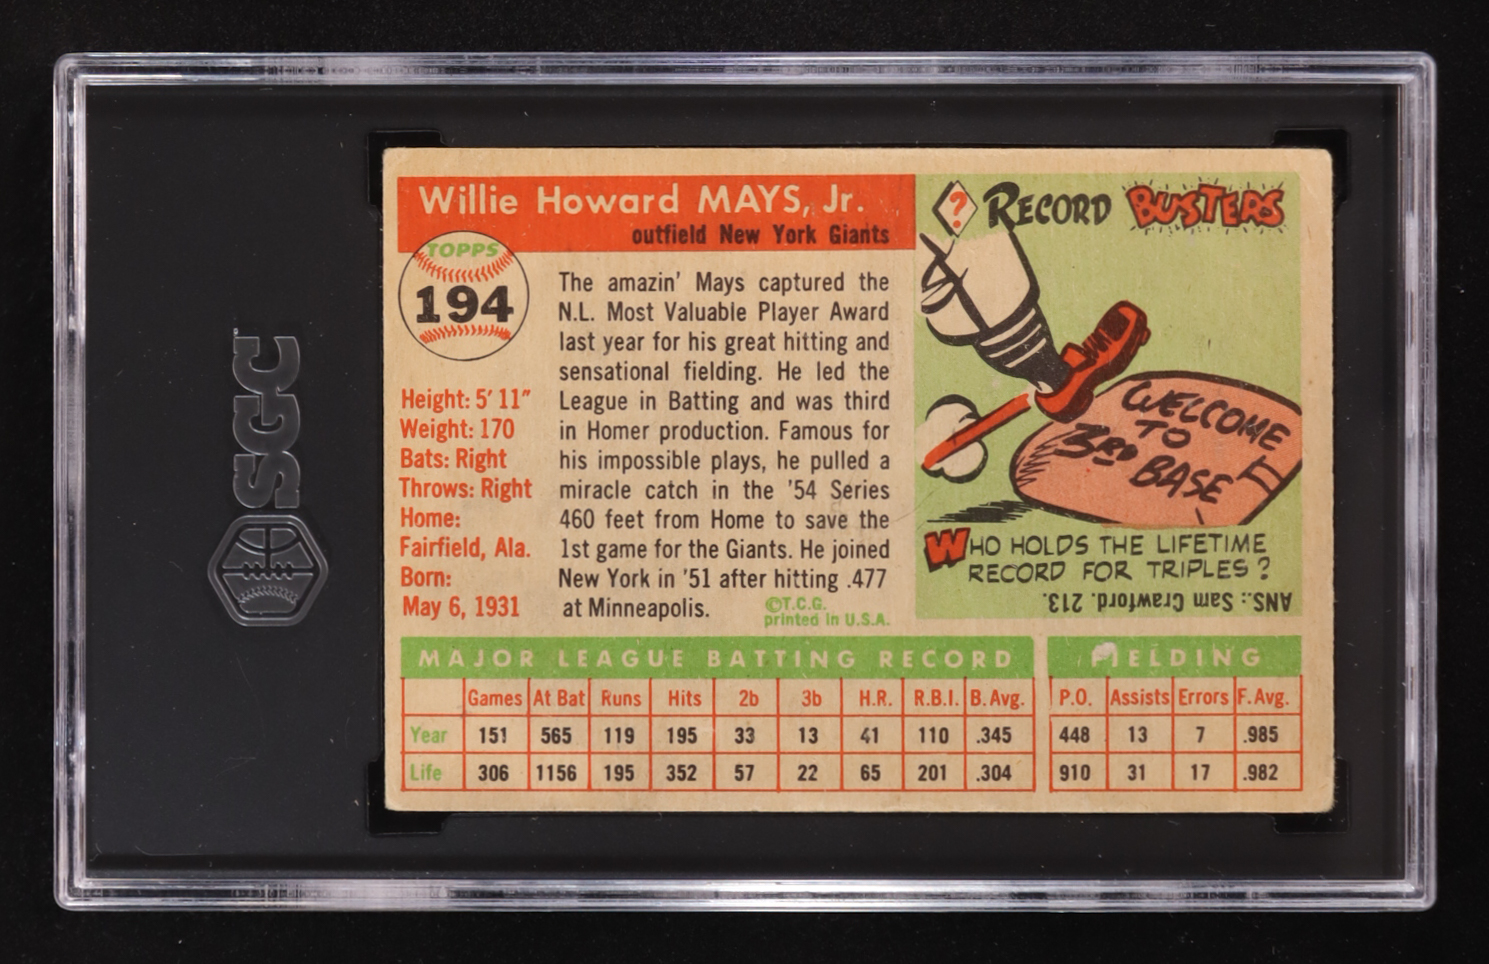 SGC
Willie Howard MAYS, Jr.
outfield New York Giants
TOPPS
194
Height: 5' 11"
Weight: 170
Bats: Right
Throws: Right
Home:
Fairfield, Ala.
Born:
May 6, 1931
The amazin' Mays captured the
N.L. Most Valuable Player Award
last year for his great hitting and
sensational fielding. He led the
League in Batting and was third
in Homer production. Famous for
his impossible plays, he pulled a
miracle catch in the '54 Series
460 feet from Home to save the
1st game for the Giants. He joined
New York in '51 after hitting .477
at Minneapolis.
©T.C.G.
printed in U.S.A.
? RECORD BUSTERS
WELCOME
TO
3RD BASE
WHO HOLDS THE LIFETIME
RECORD FOR TRIPLES?
ANS.: Sam Crawford. 213.
MAJOR LEAGUE BATTING RECORD
Games At Bat Runs Hits 2b 3b H.R. R.B.I. B. Avg.
Year 151 565 119 195 33 13 41 110 .345
Life 306 1156 195 352 57 22 65 201 .304
FIELDING
P.O. Assists Errors F. Avg.
448 13 7 .985
910 31 17 .982